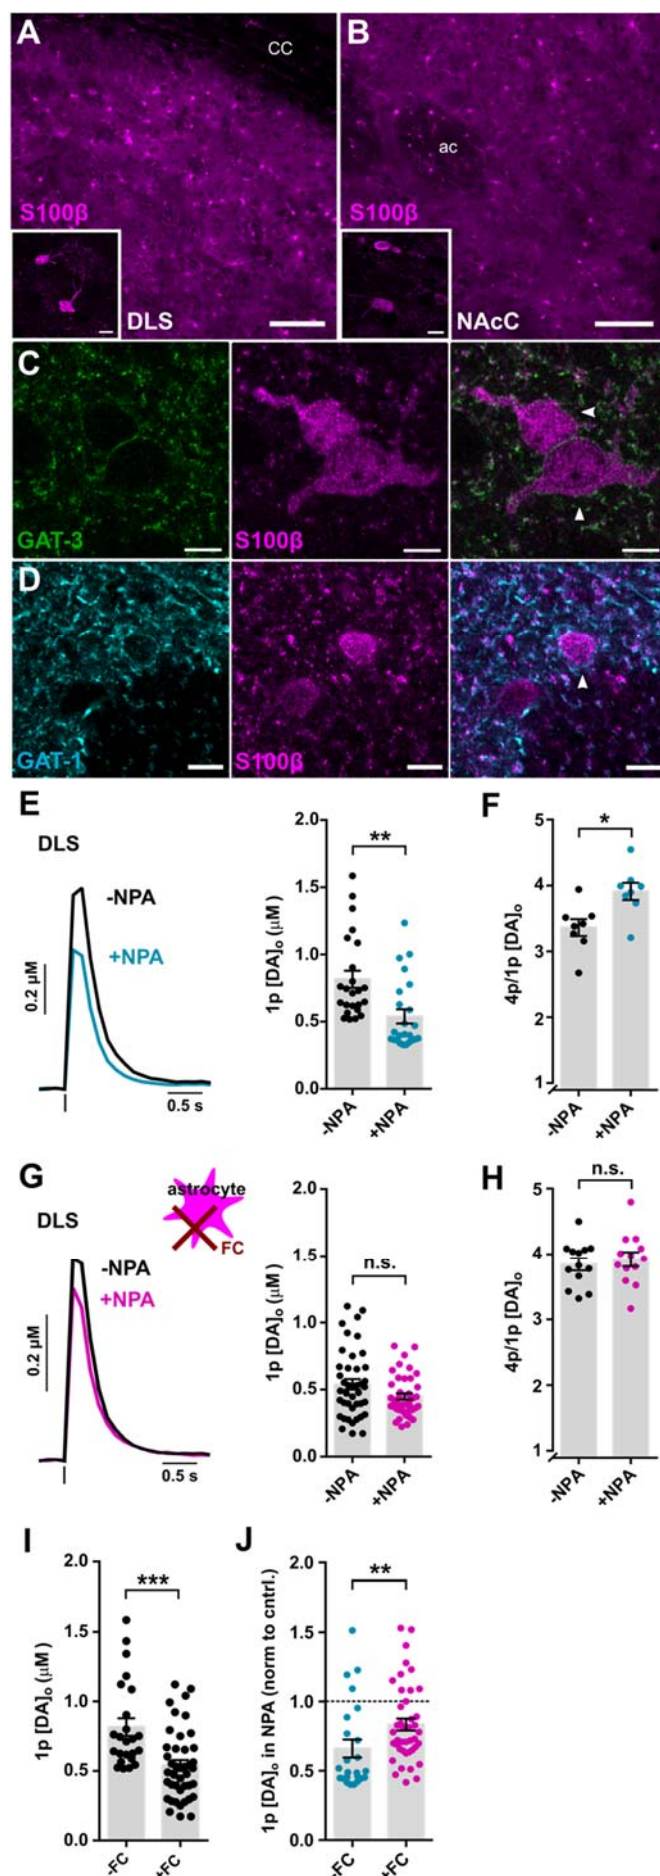 A
CC
S100β
DLS
B
ac
S100β
NAcC
C
GAT-3
S100β
D
GAT-1
S100β
E
DLS
-NPA
+NPA
0.2 µM
0.5 s
2.0
1.5
1.0
0.5
0.0
1p [DA]o (µM)
**
-NPA
+NPA
F
5
4
3
2
1
4p/1p [DA]o
*
-NPA
+NPA
G
DLS
astrocyte
FC
-NPA
+NPA
0.2 µM
0.5 s
2.0
1.5
1.0
0.5
0.0
1p [DA]o (µM)
n.s.
-NPA
+NPA
H
5
4
3
2
1
4p/1p [DA]o
n.s.
-NPA
+NPA
I
2.0
1.5
1.0
0.5
0.0
1p [DA]o (µM)
***
-FC
+FC
J
2.0
1.5
1.0
0.5
0.0
1p [DA]o in NPA (norm to cntrl.)
**
-FC
+FC